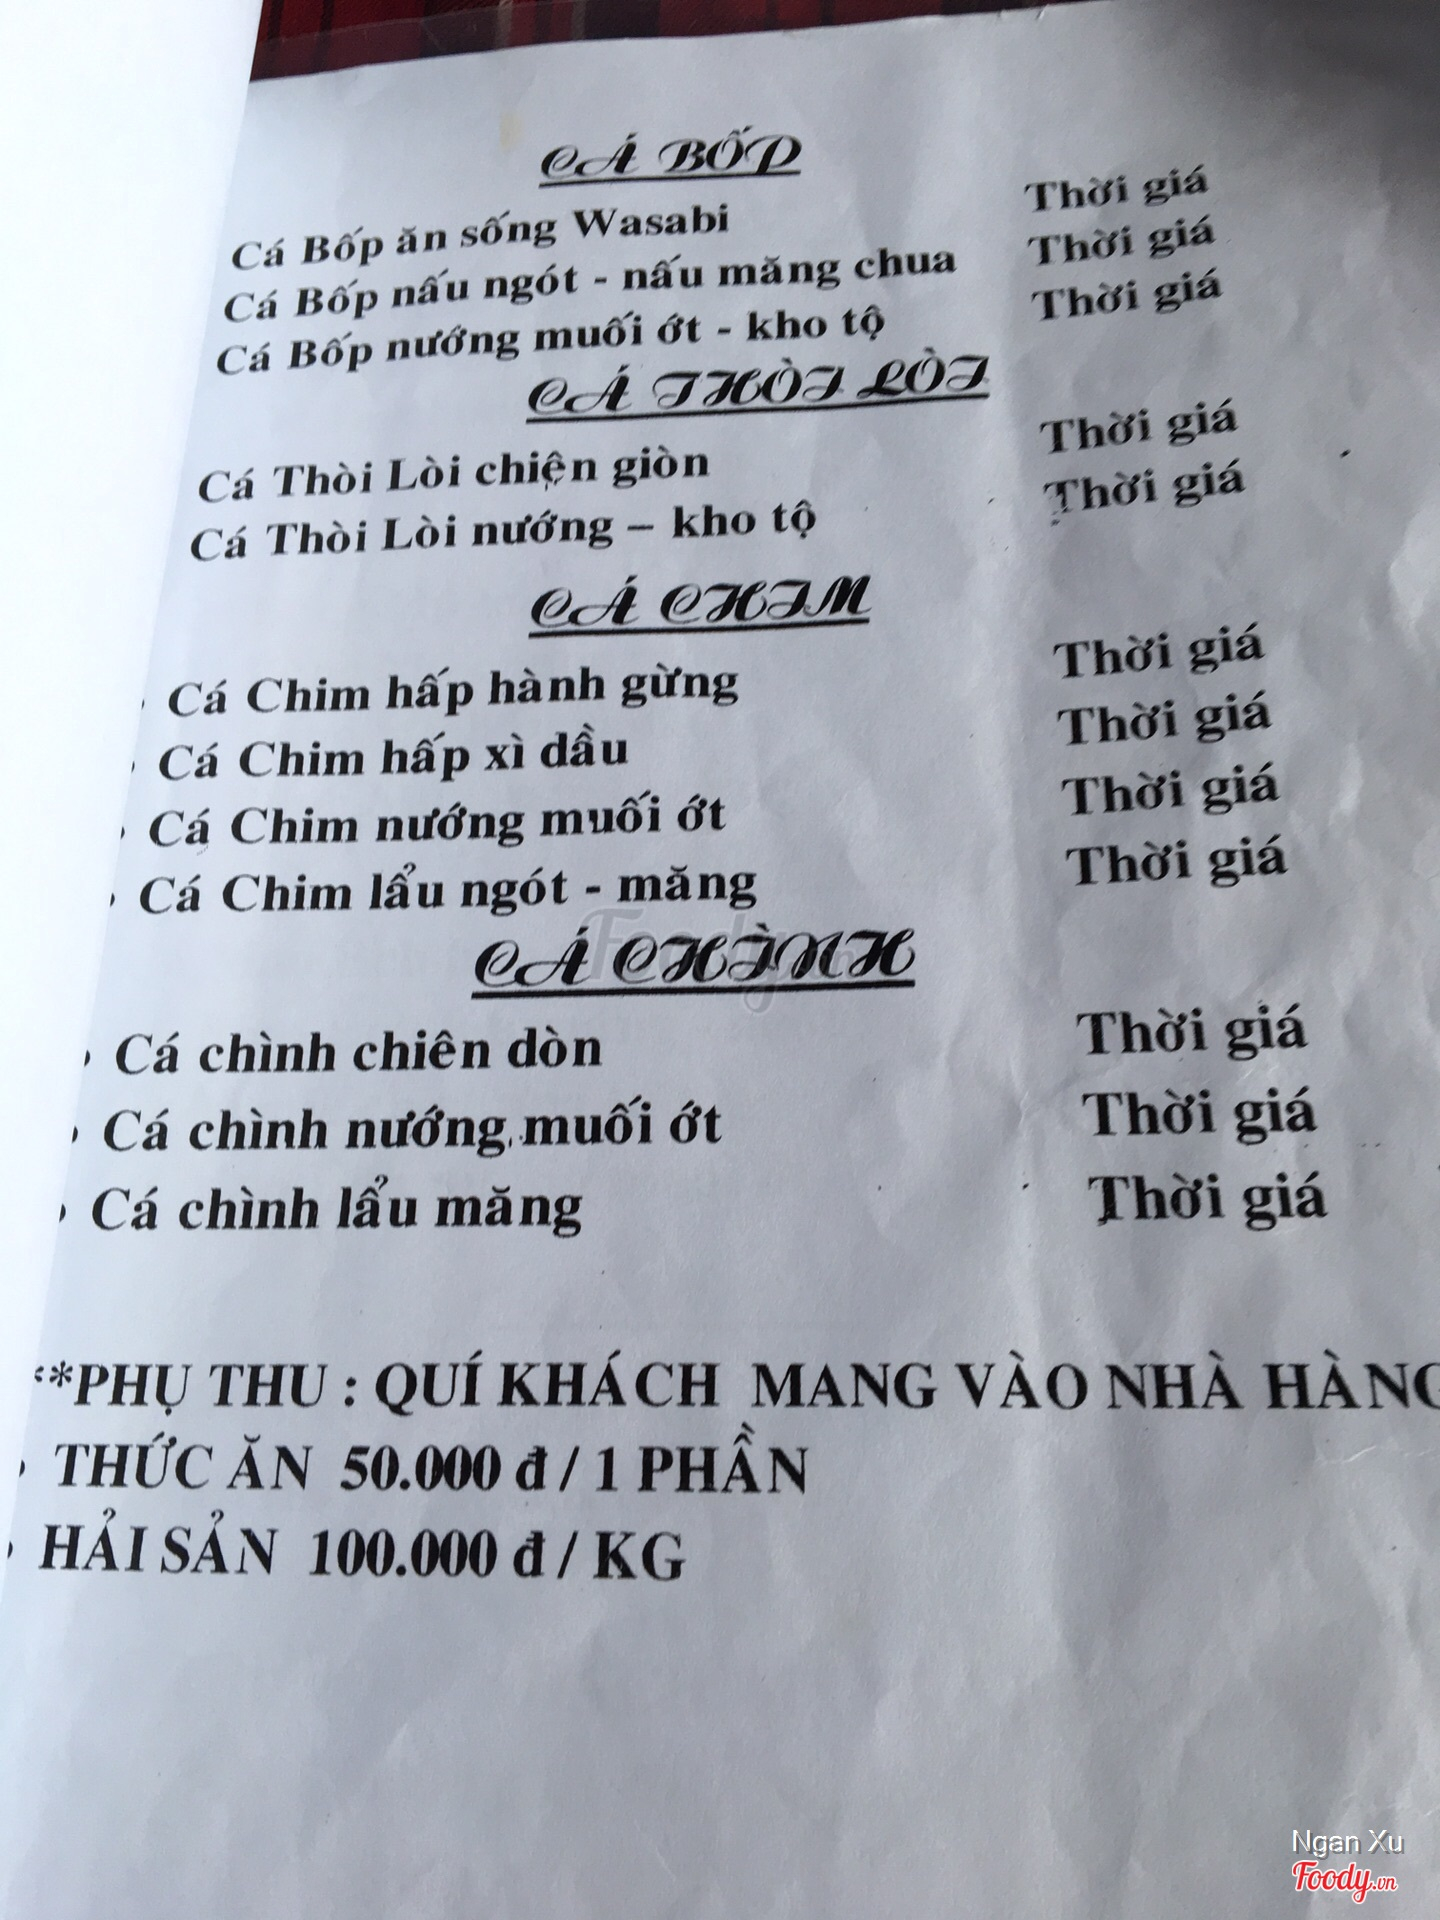 CÁ BỐP
Cá Bốp ăn sống Wasabi Thời giá
Cá Bốp nấu ngót - nấu măng chua Thời giá
Cá Bốp nướng muối ớt - kho tộ Thời giá
CÁ THÒI LÒI
Cá Thòi Lòi chiện giòn Thời giá
Cá Thòi Lòi nướng – kho tộ Thời giá
CÁ CHIM
Cá Chim hấp hành gừng Thời giá
Cá Chim hấp xì dầu Thời giá
Cá Chim nướng muối ớt Thời giá
Cá Chim lẩu ngót - măng Thời giá
CÁ CHÌNH
Cá chình chiên dòn Thời giá
Cá chình nướng muối ớt Thời giá
Cá chình lẩu măng Thời giá
**PHỤ THU : QUÍ KHÁCH MANG VÀO NHÀ HÀNG
THỨC ĂN 50.000 đ / 1 PHẦN
HẢI SẢN 100.000 đ / KG
Foody.vn
Ngan Xu
Foody.vn